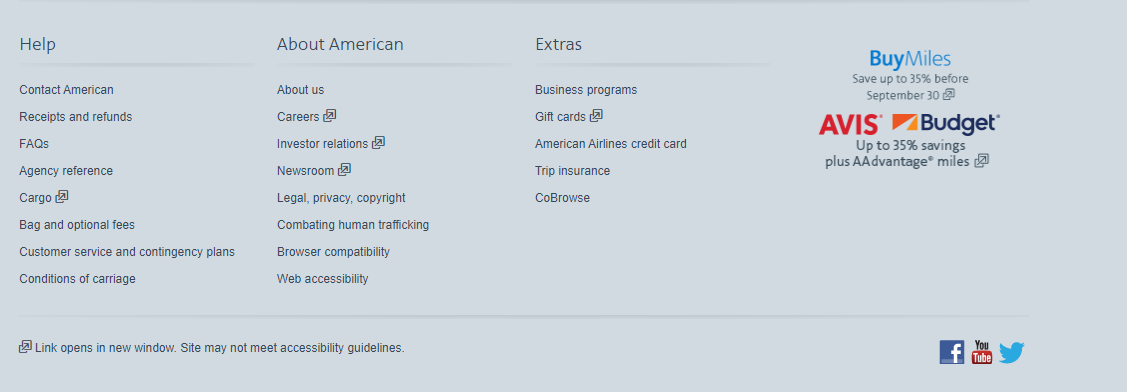 Help
Contact American
Receipts and refunds
FAQs
Agency reference
Cargo
Bag and optional fees
Customer service and contingency plans
Conditions of carriage
About American
About us
Careers
Investor relations
Newsroom
Legal, privacy, copyright
Combating human trafficking
Browser compatibility
Web accessibility
Extras
Business programs
Gift cards
American Airlines credit card
Trip insurance
CoBrowse
BuyMiles
Save up to 35% before
September 30
AVIS® Budget®
Up to 35% savings
plus AAdvantage® miles
Link opens in new window. Site may not meet accessibility guidelines.
f
You
Tube